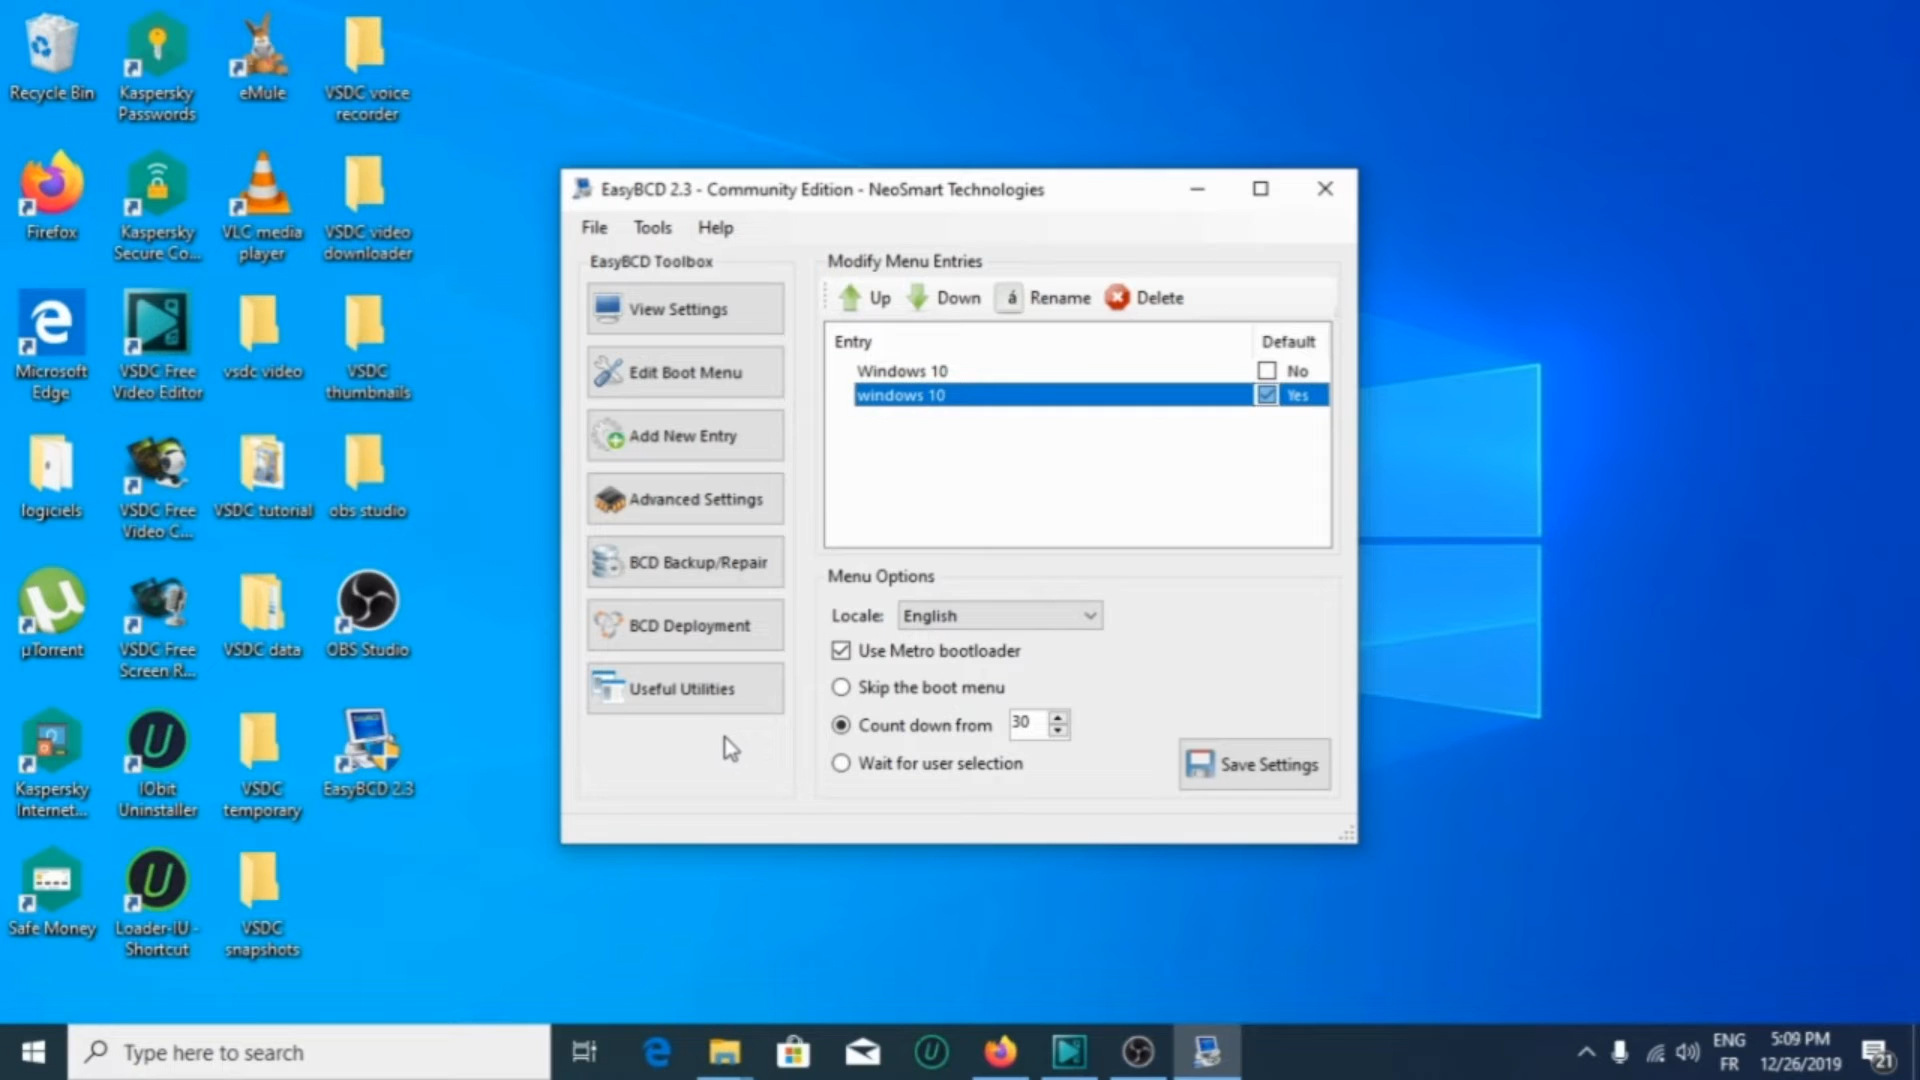 Recycle Bin
Kaspersky
Passwords
eMule
VSDC voice
recorder
Firefox
Kaspersky
Secure Co...
VLC media
player
VSDC video
downloader
Microsoft
Edge
VSDC Free
Video Editor
vsdc video
VSDC
thumbnails
logiciels
VSDC Free
Video C...
VSDC tutorial
obs studio
µTorrent
VSDC Free
Screen R...
VSDC data
OBS Studio
Kaspersky
Internet...
IObit
Uninstaller
VSDC
temporary
EasyBCD 2.3
Safe Money
Loader-IU -
Shortcut
VSDC
snapshots
EasyBCD 2.3 - Community Edition - NeoSmart Technologies
File Tools Help
EasyBCD Toolbox
View Settings
Edit Boot Menu
Add New Entry
Advanced Settings
BCD Backup/Repair
BCD Deployment
Useful Utilities
Modify Menu Entries
Up Down á Rename Delete
Entry Default
Windows 10 No
windows 10 Yes
Menu Options
Locale: English
Use Metro bootloader
Skip the boot menu
Count down from 30
Wait for user selection
Save Settings
Type here to search
ENG
FR
5:09 PM
12/26/2019
21